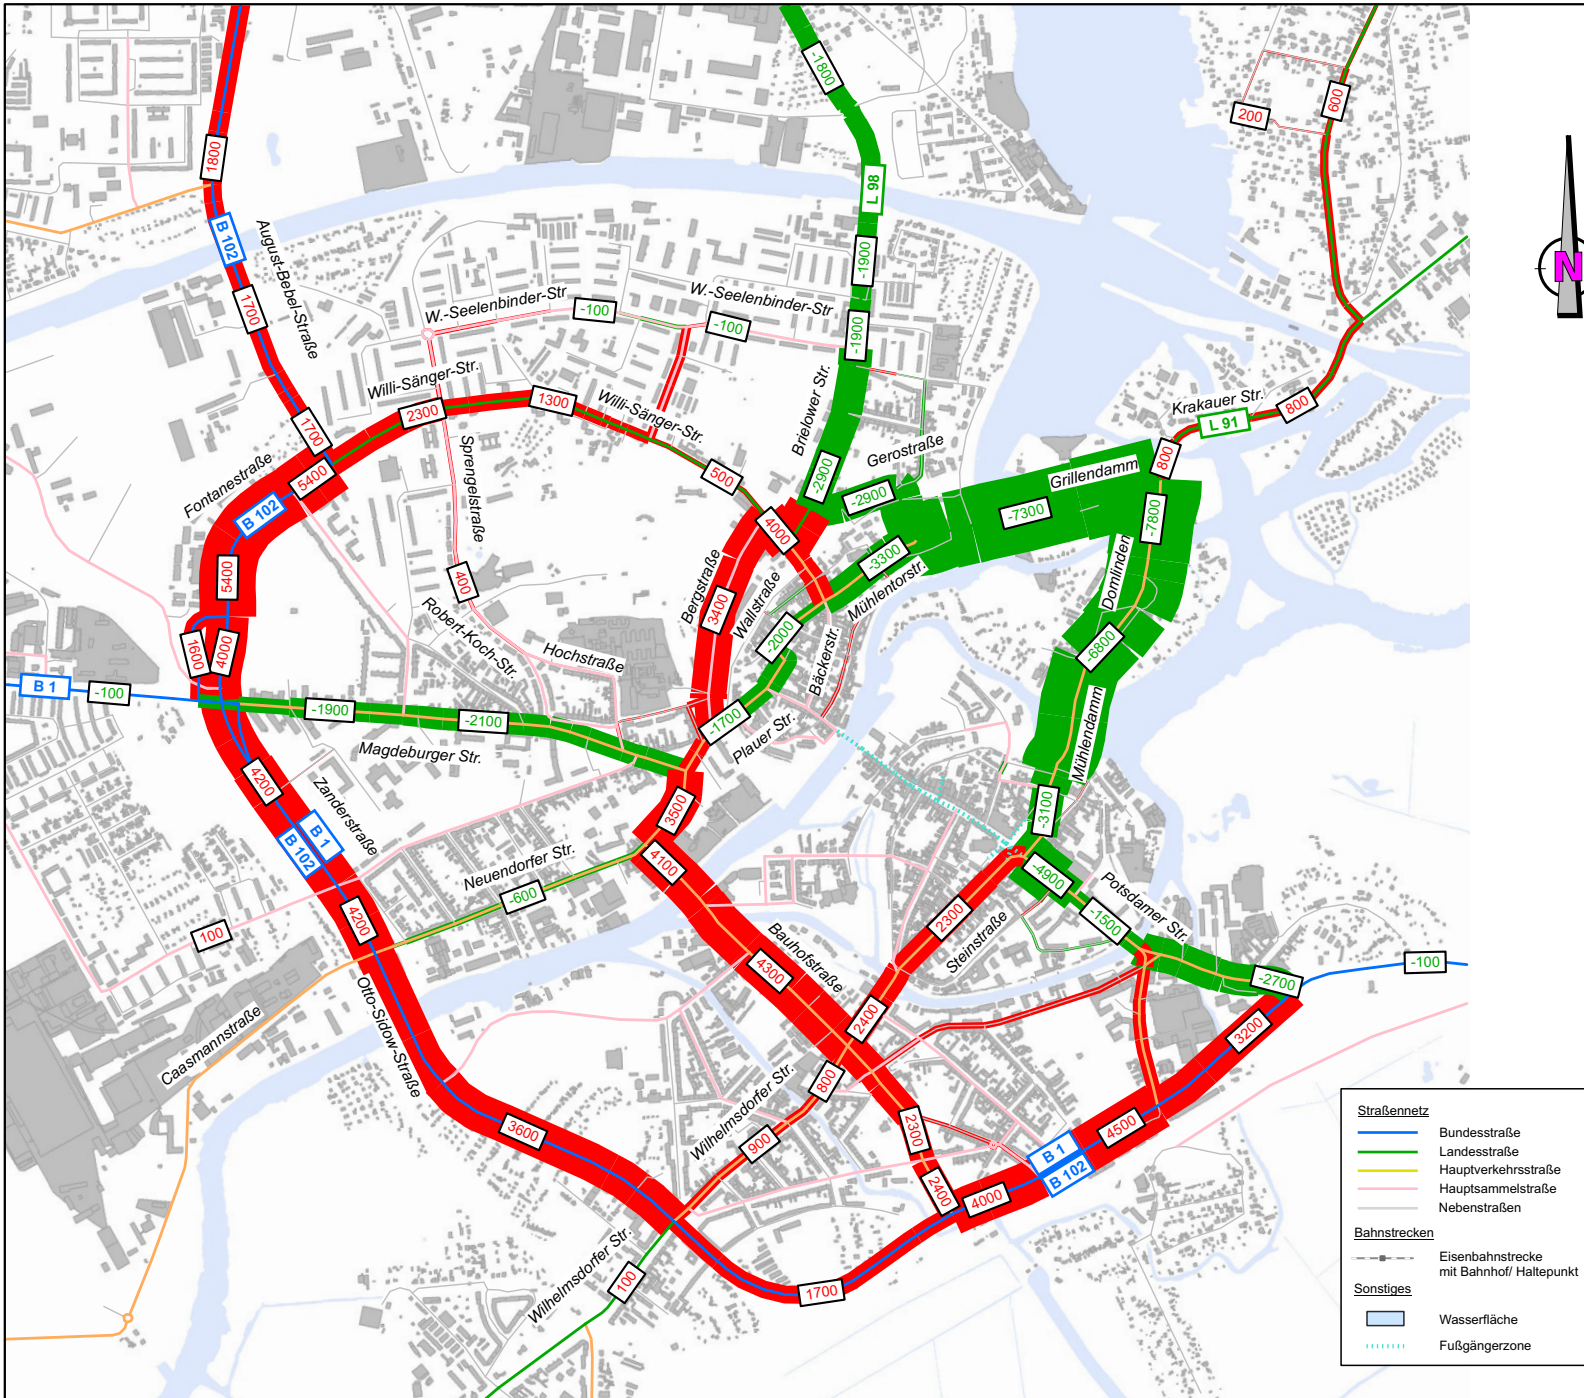 -1800
600
200
1800
L 98
N
B 102
August-Bebel-Straße
-1900
1700
W.-Seelenbinder-Str
W.-Seelenbinder-Str
-100
-100
-1900
Willi-Sänger-Str.
2300
1300
Willi-Sänger-Str.
Brielower Str.
Krakauer Str.
800
L 91
1700
Fontanestraße
5400
Sprengelstraße
500
-2900
Gerostraße
800
Grillendamm
B 102
-2900
-7300
-7800
4000
-3300
5400
400
Bergstraße
3400
Wallstraße
Mühlentorstr.
Domlinden
Robert-Koch-Str.
-2000
1600
4000
Hochstraße
Bäckerstr.
-6800
B 1
-100
-1900
-2100
-1700
Plauer Str.
Mühlendamm
Magdeburger Str.
4200
Zanderstraße
3500
-3100
B 1
B 102
4100
Neuendorfer Str.
-600
-4900
Potsdamer Str.
4200
100
2300
-1500
Steinstraße
Bauhofstraße
4300
-100
-2700
Otto-Sidow-Straße
Caasmannstraße
2400
3200
800
Wilhelmsdorfer Str.
3600
900
2300
4500
B 1
B 102
2400
4000
Wilhelmsdorfer Str.
100
1700
Straßennetz
Bundesstraße
Landesstraße
Hauptverkehrsstraße
Hauptsammelstraße
Nebenstraßen
Bahnstrecken
Eisenbahnstrecke
mit Bahnhof/ Haltepunkt
Sonstiges
Wasserfläche
Fußgängerzone